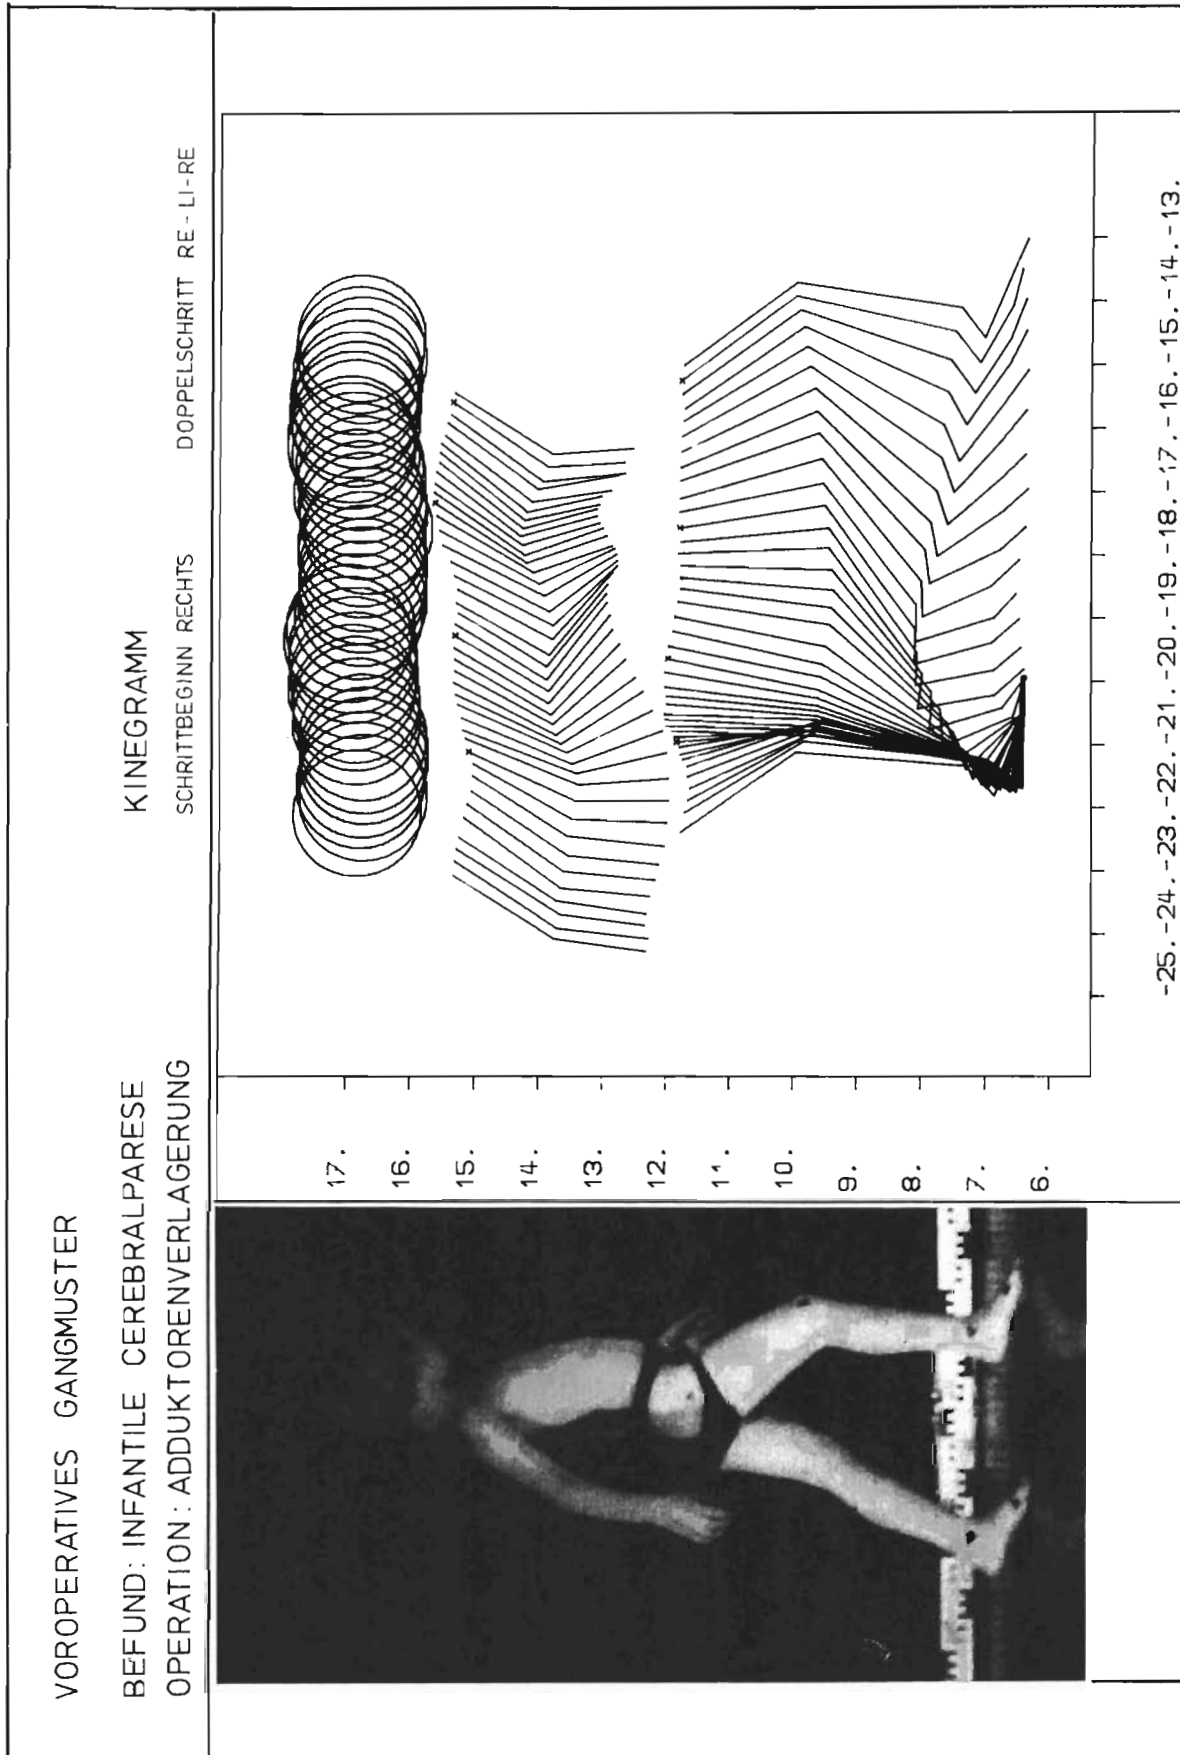 VOROPERATIVES GANGMUSTER
BEFUND: INFANTILE CEREBRALPARESE
OPERATION: ADDUKTORENVERLAGERUNG
KINEGRAMM
SCHRITTBEGINN RECHTS DOPPELSCHRITT RE-LI-RE
17.
16.
15.
14.
13.
12.
11.
10.
9.
8.
7.
6.
-25.-24.-23.-22.-21.-20.-19.-18.-17.-16.-15.-14.-13.